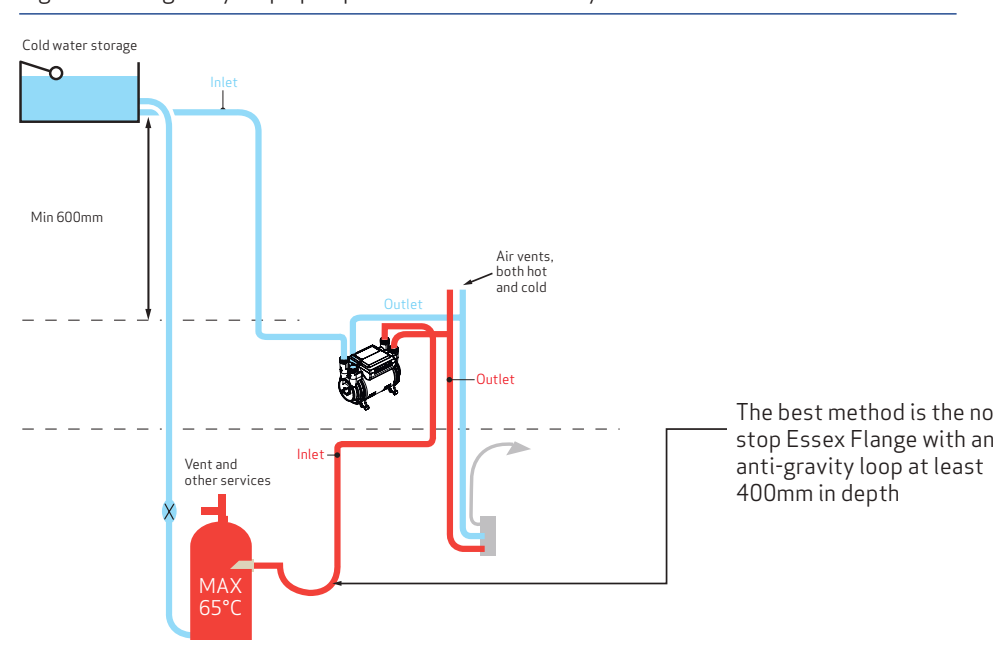 Cold water storage
Inlet
Min 600mm
Air vents,
both hot
and cold
Outlet
Outlet
The best method is the no
stop Essex Flange with an
anti-gravity loop at least
400mm in depth
Inlet
Vent and
other services
MAX
65°C